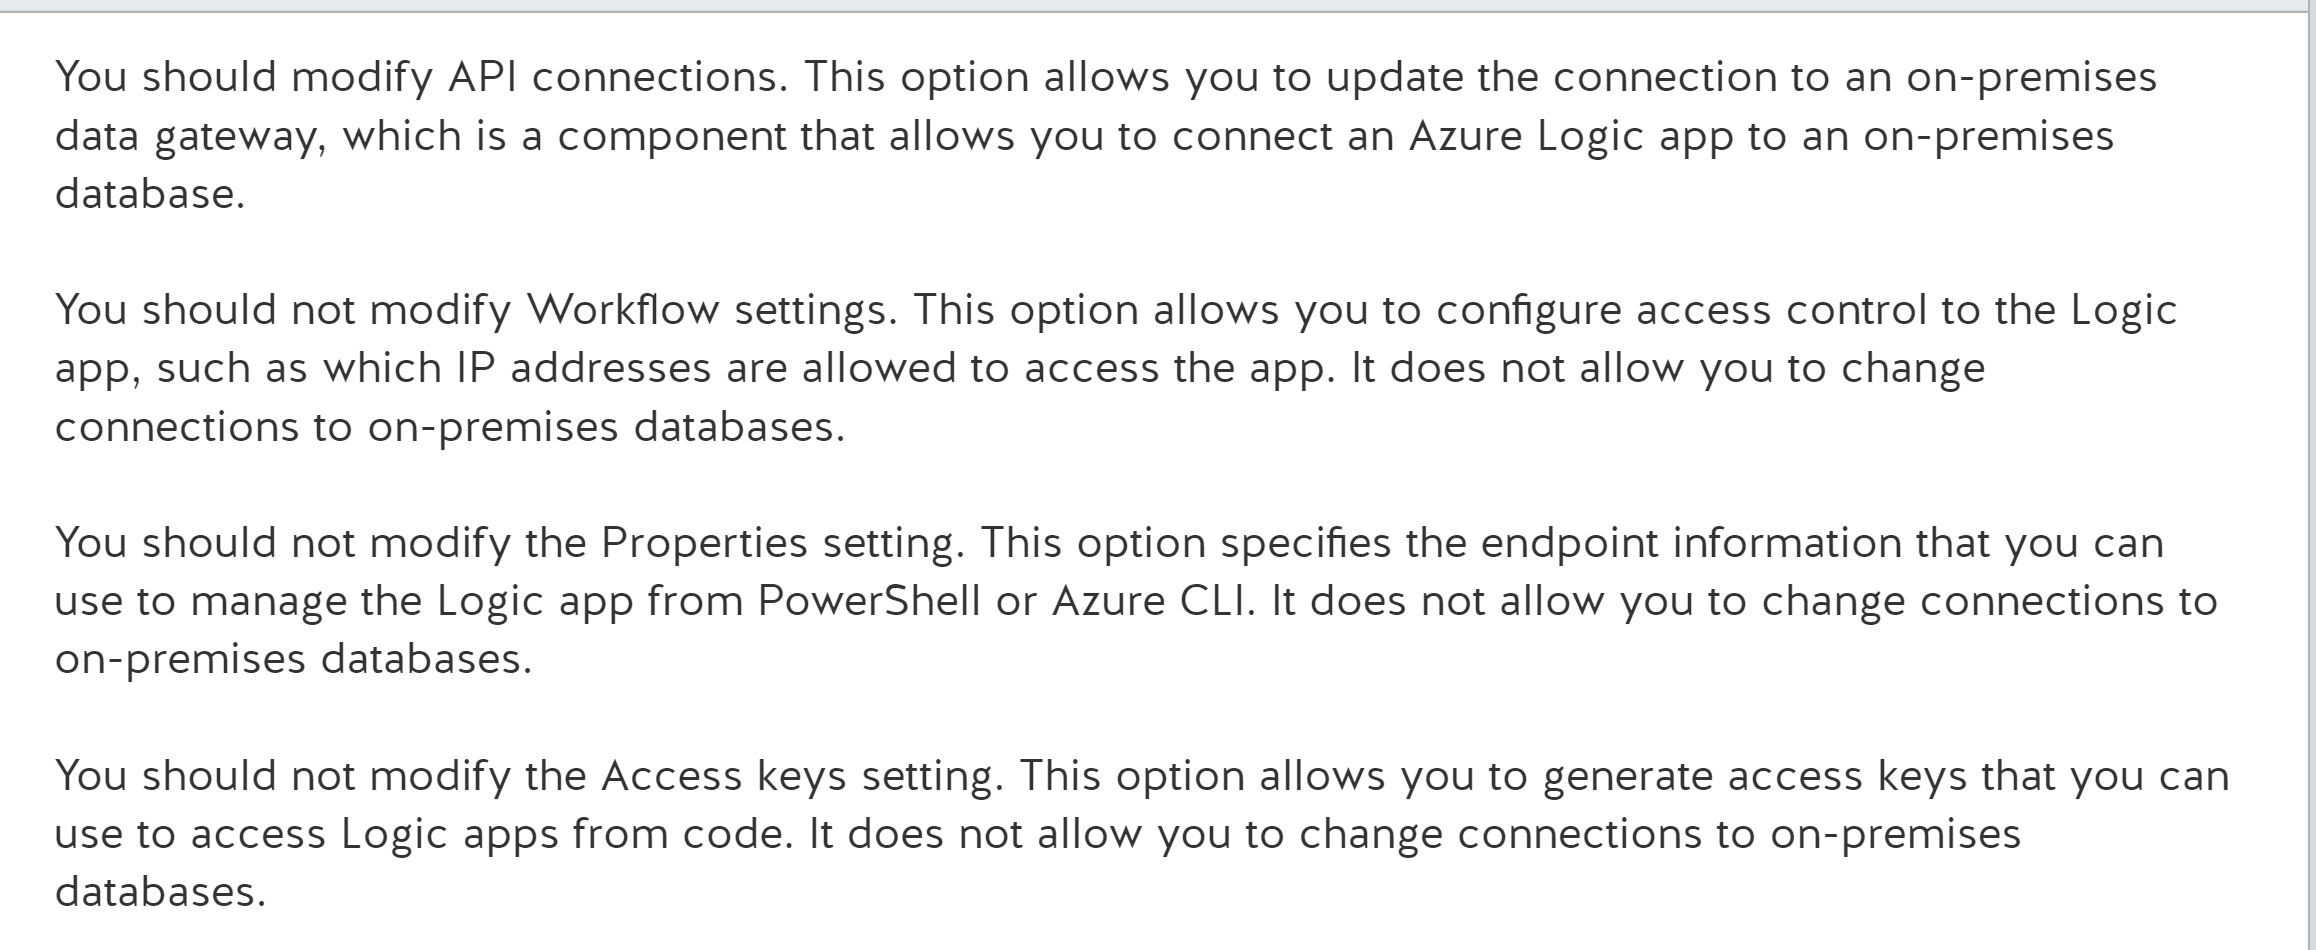 You should modify API connections. This option allows you to update the connection to an on-premises
data gateway, which is a component that allows you to connect an Azure Logic app to an on-premises
database.
You should not modify Workflow settings. This option allows you to configure access control to the Logic
app, such as which IP addresses are allowed to access the app. It does not allow you to change
connections to on-premises databases.
You should not modify the Properties setting. This option specifies the endpoint information that you can
use to manage the Logic app from PowerShell or Azure CLI. It does not allow you to change connections to
on-premises databases.
You should not modify the Access keys setting. This option allows you to generate access keys that you can
use to access Logic apps from code. It does not allow you to change connections to on-premises
databases.